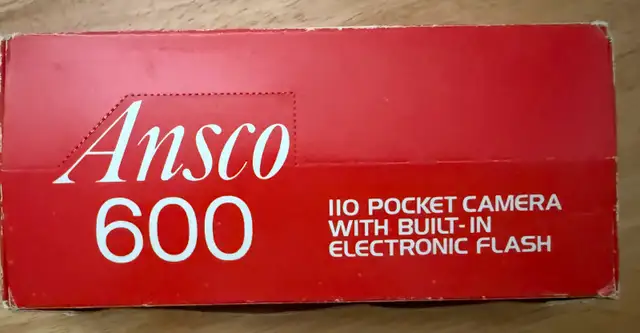 Ansco
600
110 POCKET CAMERA
WITH BUILT-IN
ELECTRONIC FLASH